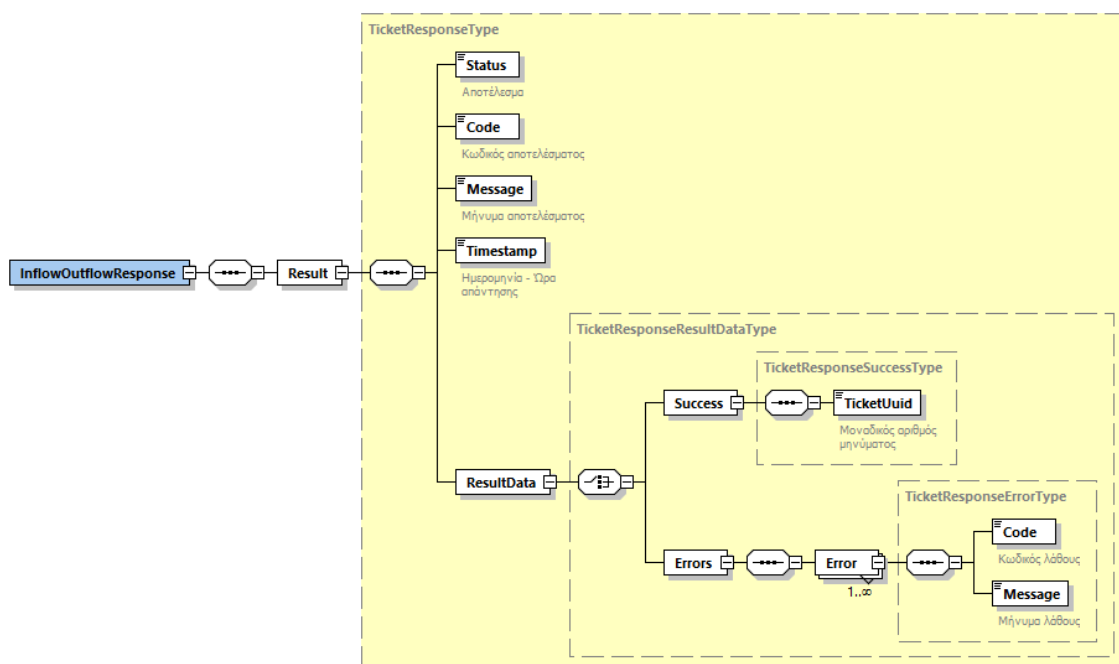 TicketResponseType
Status
Αποτέλεσμα
Code
Κωδικός αποτελέσματος
Message
Μήνυμα αποτελέσματος
Timestamp
Ημερομηνία - Ώρα
απάντησης
InflowOutflowResponse
Result
TicketResponseResultDataType
TicketResponseSuccessType
Success
TicketUuid
Μοναδικός αριθμός
μηνύματος
ResultData
TicketResponseErrorType
Code
Κωδικός λάθους
Errors
Error
1..∞
Message
Μήνυμα λάθους